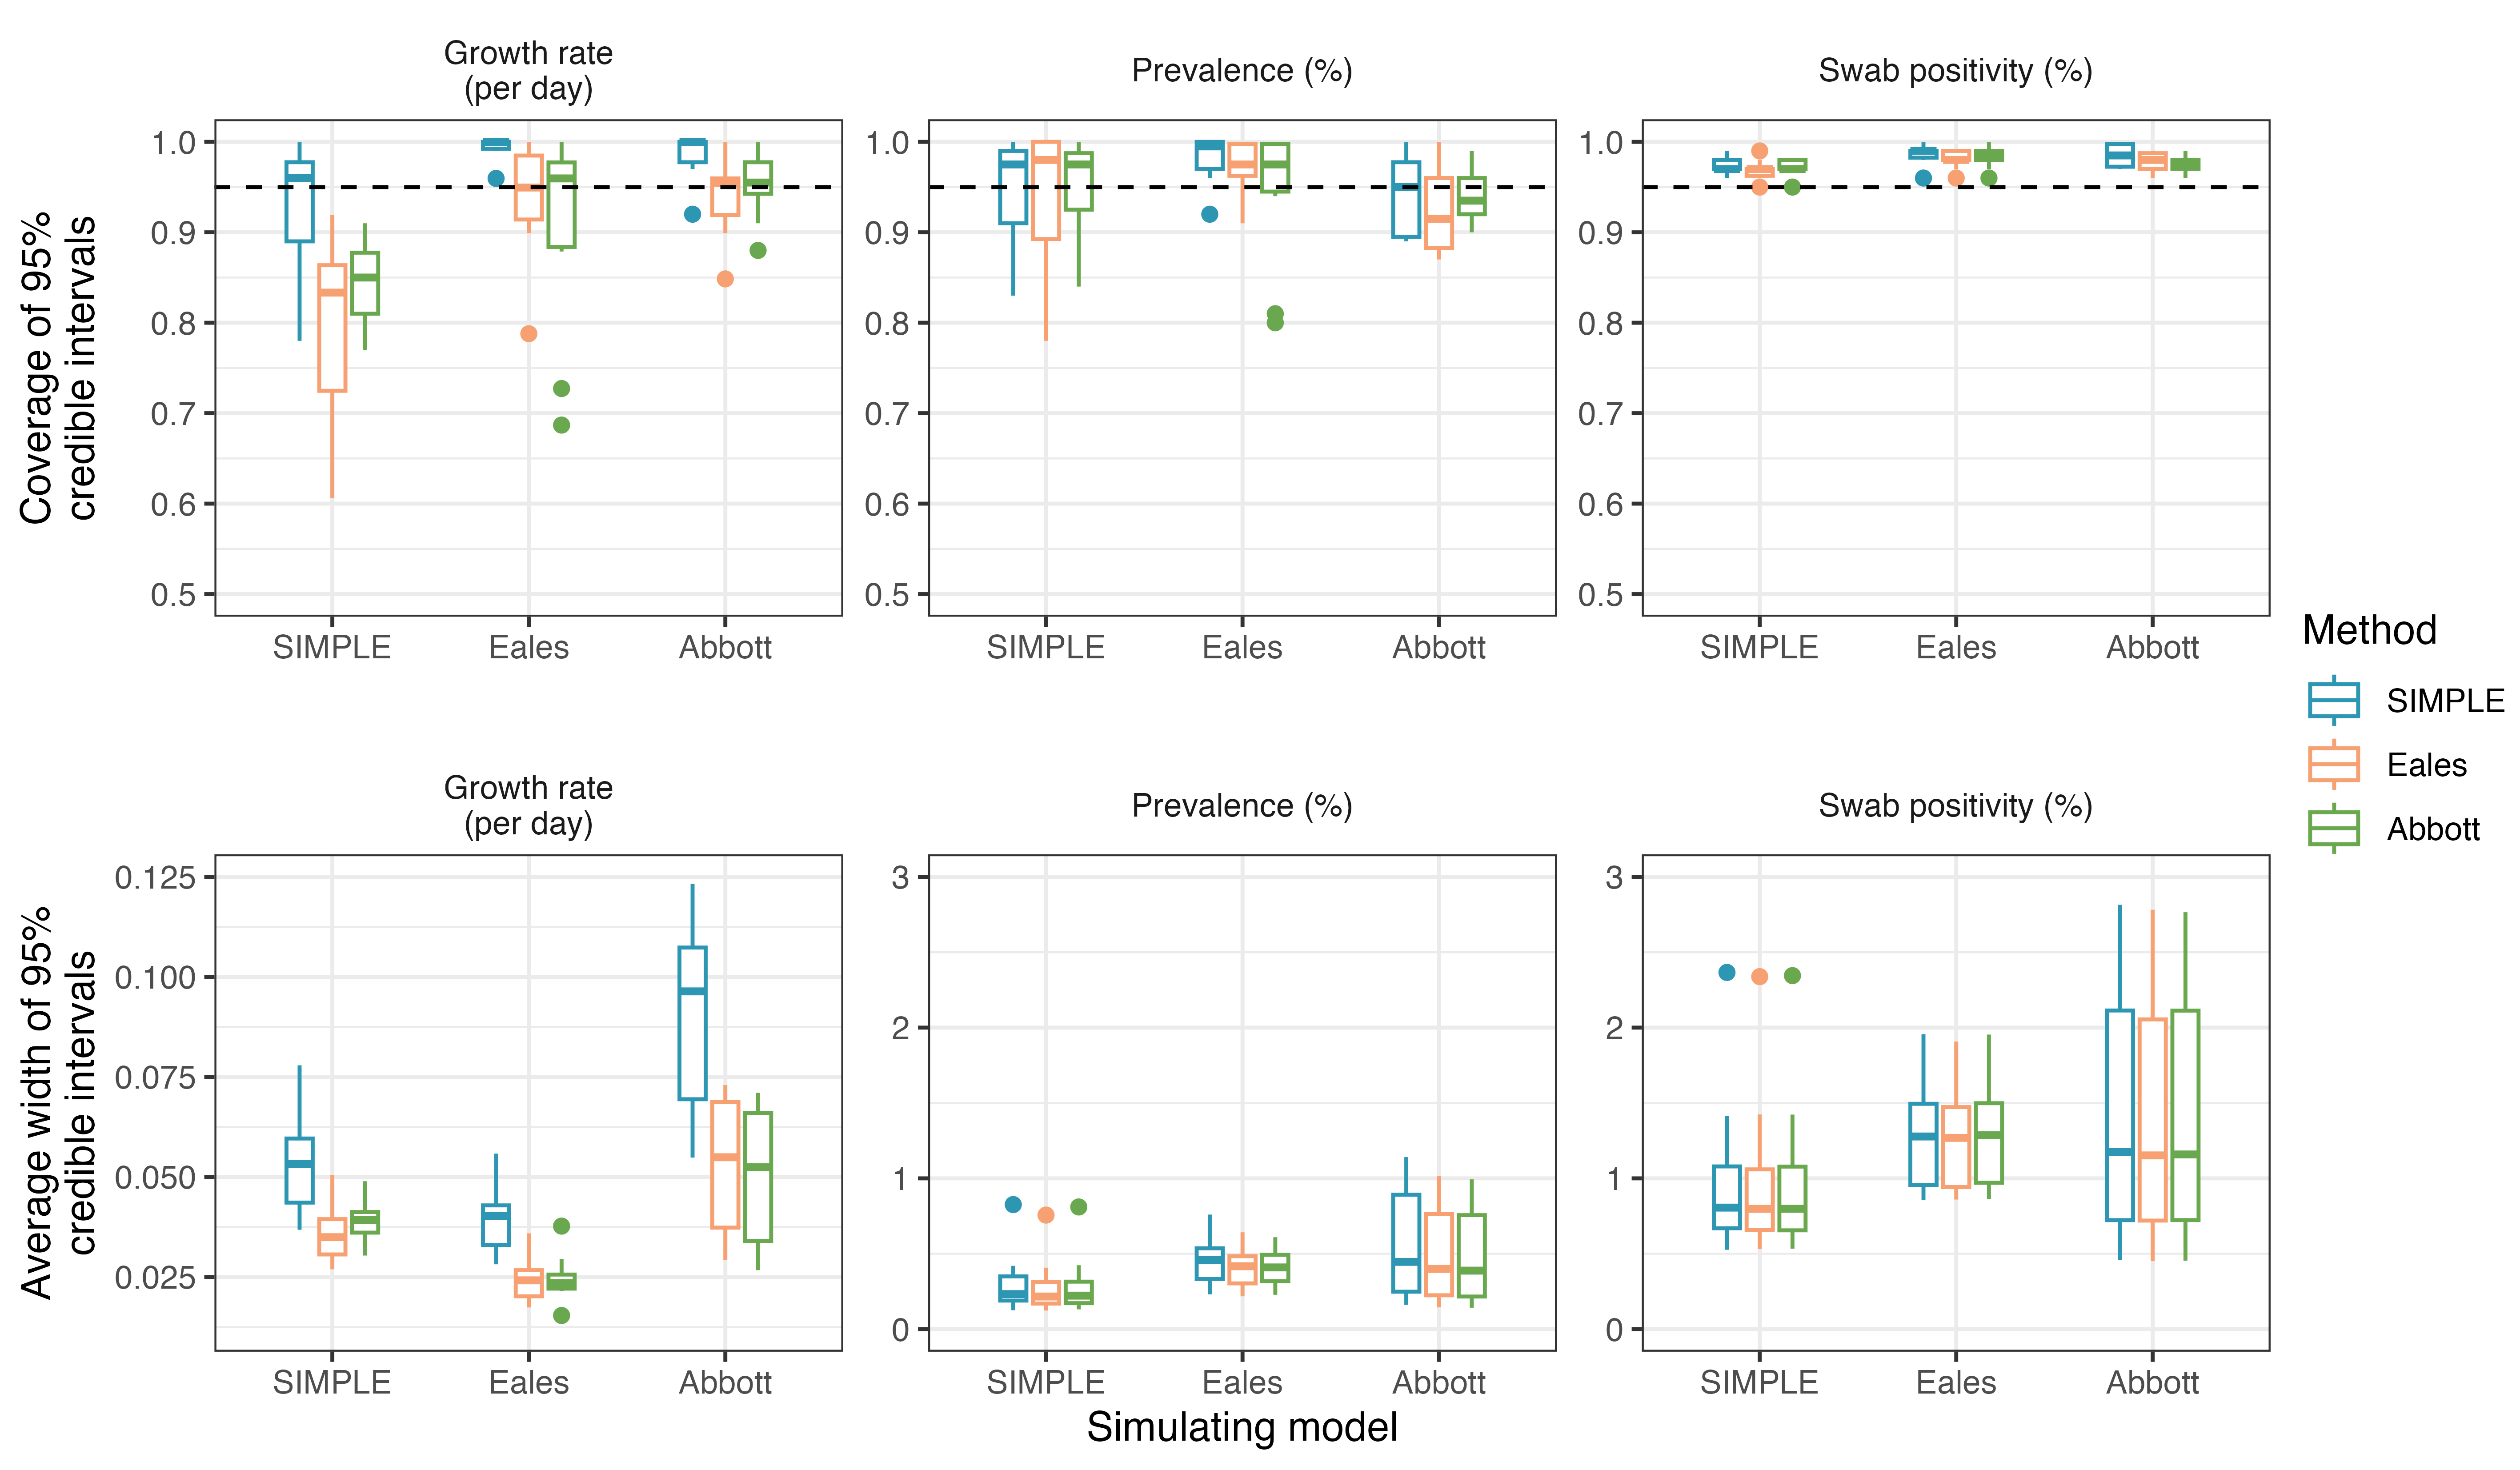 Growth rate
(per day)
Prevalence (%)
Swab positivity (%)
Coverage of 95%
credible intervals
1.0
0.9
0.8
0.7
0.6
0.5
1.0
0.9
0.8
0.7
0.6
0.5
1.0
0.9
0.8
0.7
0.6
0.5
SIMPLE Eales Abbott
SIMPLE Eales Abbott
SIMPLE Eales Abbott
Method
SIMPLE
Eales
Abbott
Growth rate
(per day)
Prevalence (%)
Swab positivity (%)
Average width of 95%
credible intervals
0.125
0.100
0.075
0.050
0.025
3
2
1
0
3
2
1
0
SIMPLE Eales Abbott
SIMPLE Eales Abbott
SIMPLE Eales Abbott
Simulating model